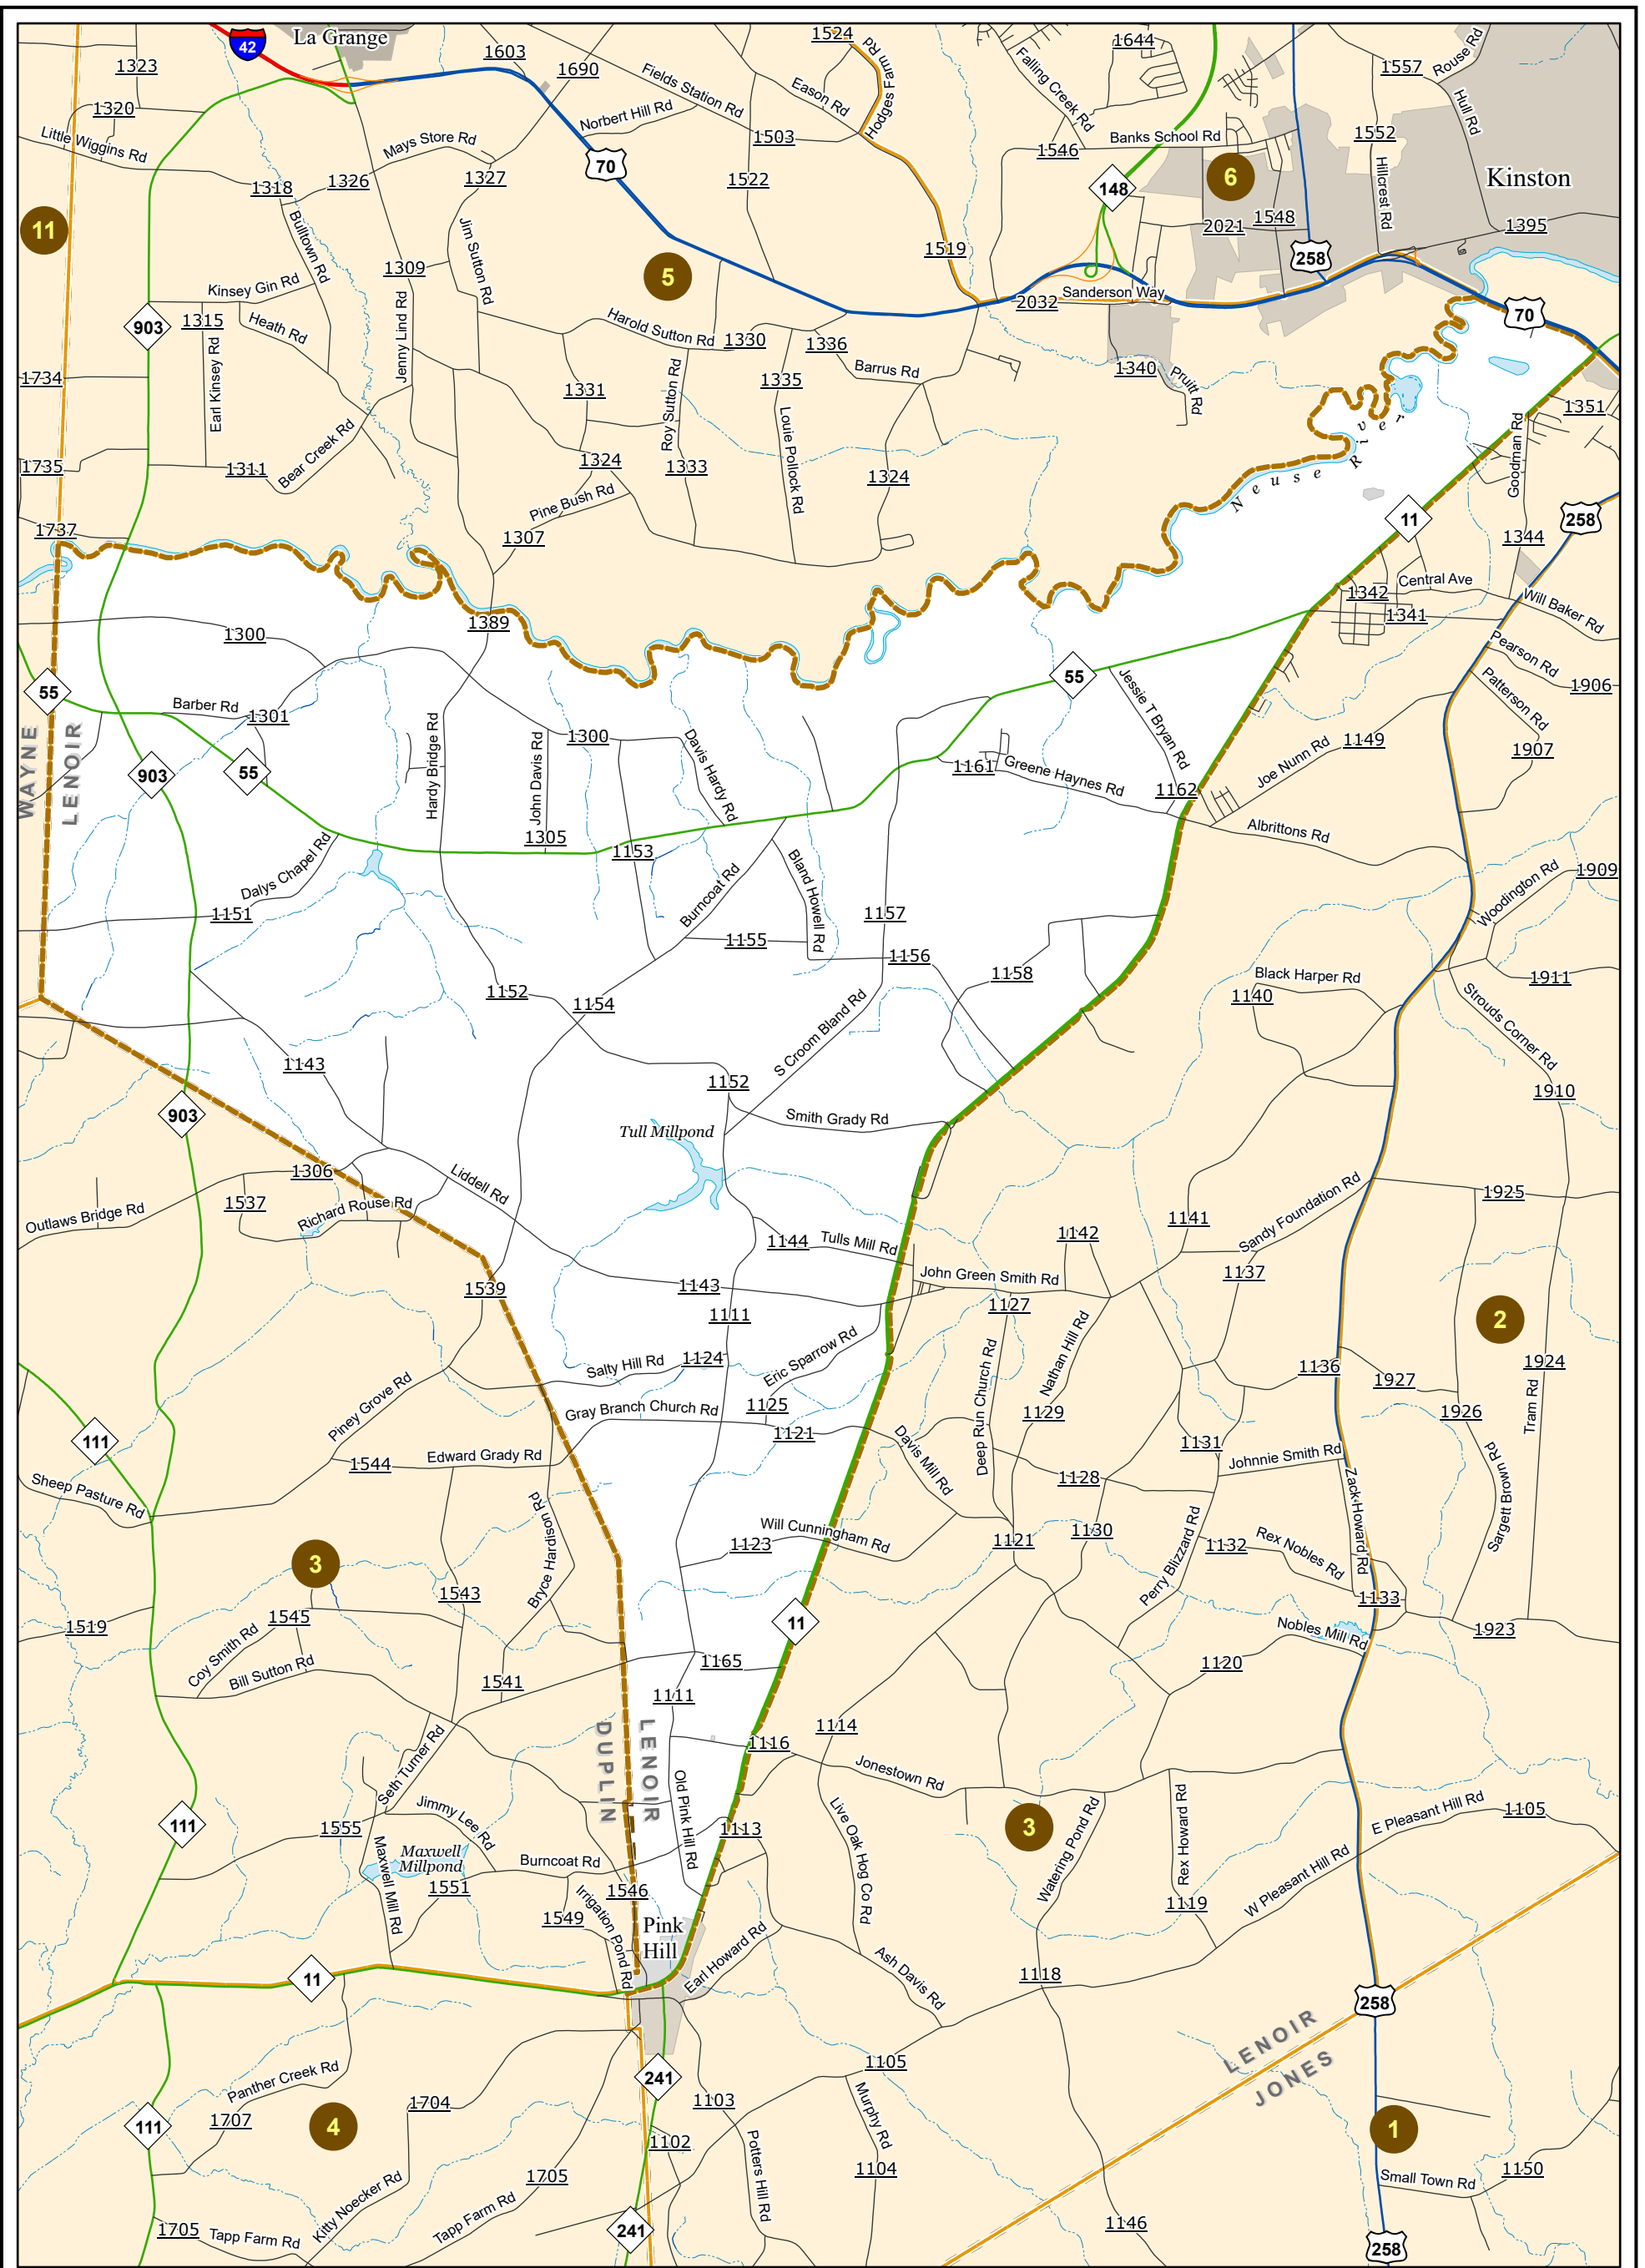 La Grange
42
1323
1603
1690
1524
Hodges Farm Rd
Falling Creek Rd
1644
1557
Rouse Rd
Hull Rd
1320
Little Wiggins Rd
Mays Store Rd
Norbert Hill Rd
Fields Station Rd
Eason Rd
1503
1546
Banks School Rd
1552
Hillcrest Rd
70
1318
1326
1327
1522
148
6
Kinston
11
Builtown Rd
Jim Sutton Rd
1519
2021
1548
1395
258
1309
5
Kinsey Gin Rd
1315
Heath Rd
Earl Kinsey Rd
Jenny Lind Rd
903
Harold Sutton Rd
1330
1336
2032
Sanderson Way
70
1734
1331
Roy Sutton Rd
1335
Barrus Rd
1340
Pruitt Rd
Louie Pollock Rd
1351
Goodman Rd
1735
1311
Bear Creek Rd
1324
1333
1324
Neuse River
Pine Bush Rd
1307
11
258
1344
1737
1389
1342
Central Ave
1341
Will Baker Rd
1300
55
Pearson Rd
1906
Patterson Rd
55
Barber Rd
1301
WAYNE
LENOIR
903
55
Hardy Bridge Rd
John Davis Rd
1300
Davis Hardy Rd
Jessie T Bryan Rd
1149
1907
Joe Nunn Rd
1161
Greene Haynes Rd
1162
1305
1153
Albrittons Rd
Dalys Chapel Rd
1151
Burncoat Rd
Bland Howell Rd
1157
Woodington Rd
1909
1155
1156
1158
Black Harper Rd
1140
1911
1152
1154
S Croom Bland Rd
Strouds Corner Rd
1143
1152
1910
903
Tull Millpond
Smith Grady Rd
1306
Liddell Rd
1537
Richard Rouse Rd
Outlaws Bridge Rd
1925
1141
Sandy Foundation Rd
1142
1144
Tulls Mill Rd
1539
1143
John Green Smith Rd
1137
1127
1111
2
Salty Hill Rd
1124
Eric Sparrow Rd
Deep Run Church Rd
Nathan Hill Rd
1136
1927
1924
Piney Grove Rd
1125
Gray Branch Church Rd
1121
1129
1926
Tram Rd
111
1544
Edward Grady Rd
Davis Mill Rd
1131
Johnnie Smith Rd
1128
Sheep Pasture Rd
Bryce Hardison Rd
Zack Howard Rd
Sargett Brown Rd
Will Cunningham Rd
1123
1121
1130
Perry Blizzard Rd
1132
Rex Nobles Rd
3
1543
1545
1519
Coy Smith Rd
11
1133
1923
Nobles Mill Rd
Bill Sutton Rd
1541
1165
1120
1111
DUPLIN
LENOIR
1114
1116
Seth Turner Rd
Jonestown Rd
111
Jimmy Lee Rd
1555
Maxwell
Millpond
Maxwell Mill Rd
Old Pink Hill Rd
1113
Live Oak Hog Co Rd
3
Watering Pond Rd
Rex Howard Rd
E Pleasant Hill Rd
1105
Burncoat Rd
1551
1546
1549
Irrigation Pond Rd
Pink
Hill
1119
W Pleasant Hill Rd
Earl Howard Rd
Ash Davis Rd
11
1118
258
LENOIR
JONES
Panther Creek Rd
1105
241
1704
1103
1707
111
4
1102
Murphy Rd
1
1705
Potters Hill Rd
1104
Small Town Rd
1150
Kitty Noecker Rd
Tapp Farm Rd
1705
Tapp Farm Rd
241
1146
258